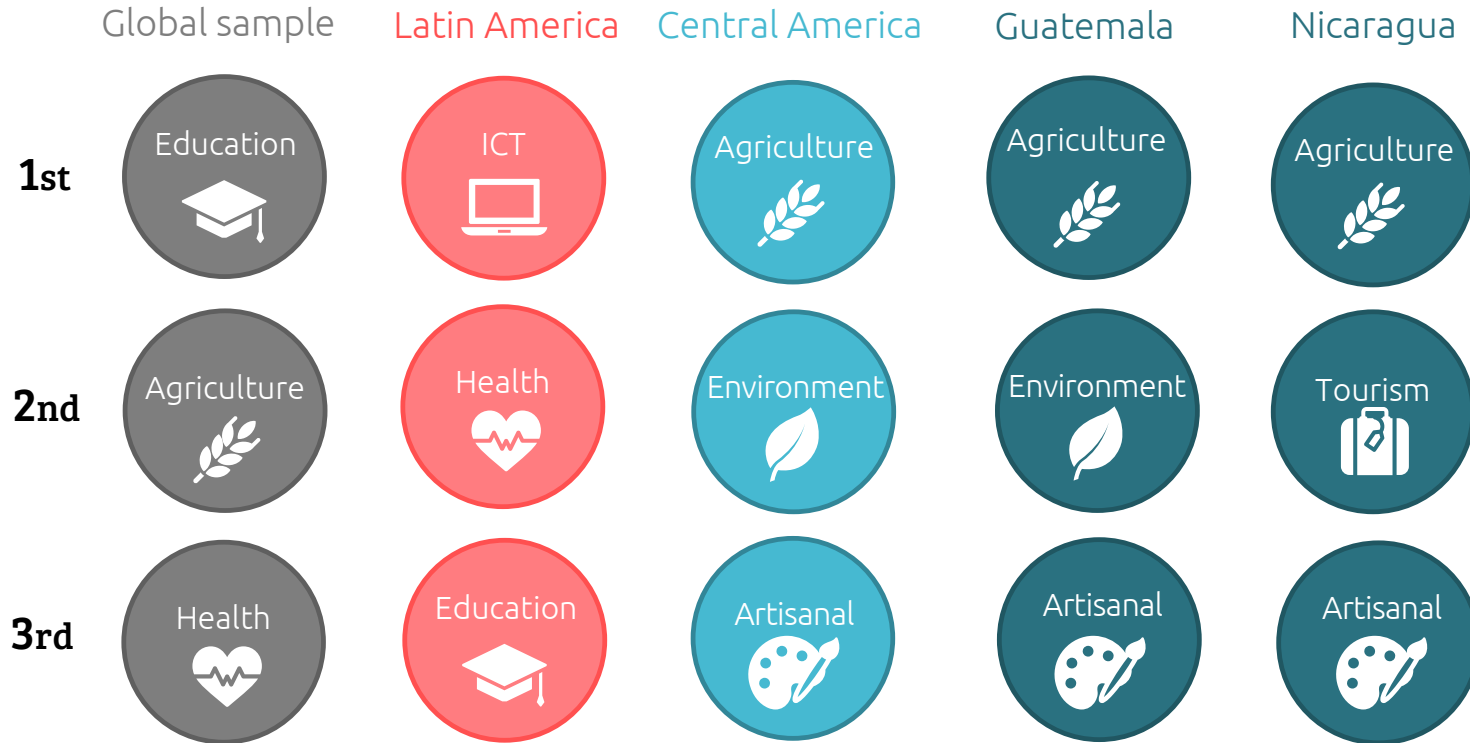 Global sample Latin America Central America Guatemala Nicaragua
1st Education ICT Agriculture Agriculture Agriculture
2nd Agriculture Health Environment Environment Tourism
3rd Health Education Artisanal Artisanal Artisanal